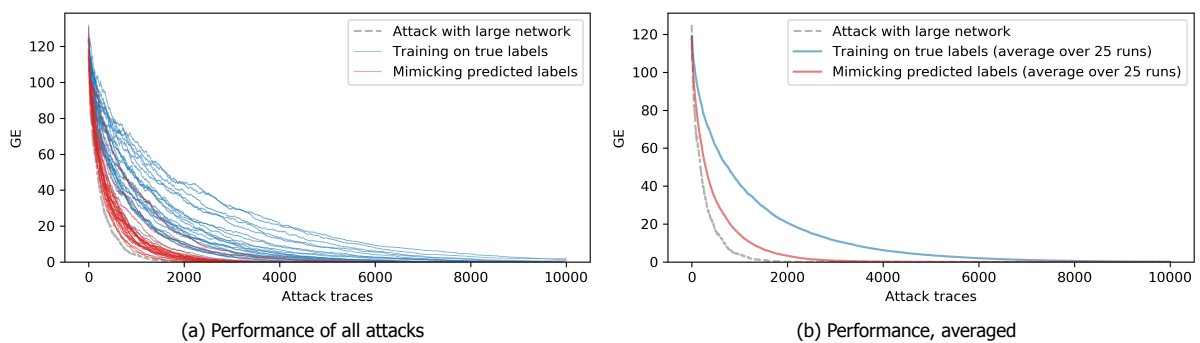 Attack with large network
Training on true labels
Mimicking predicted labels
120
100
80
60
40
20
0
GE
0 2000 4000 6000 8000 10000
Attack traces
(a) Performance of all attacks
Attack with large network
Training on true labels (average over 25 runs)
Mimicking predicted labels (average over 25 runs)
120
100
80
60
40
20
0
GE
0 2000 4000 6000 8000 10000
Attack traces
(b) Performance, averaged